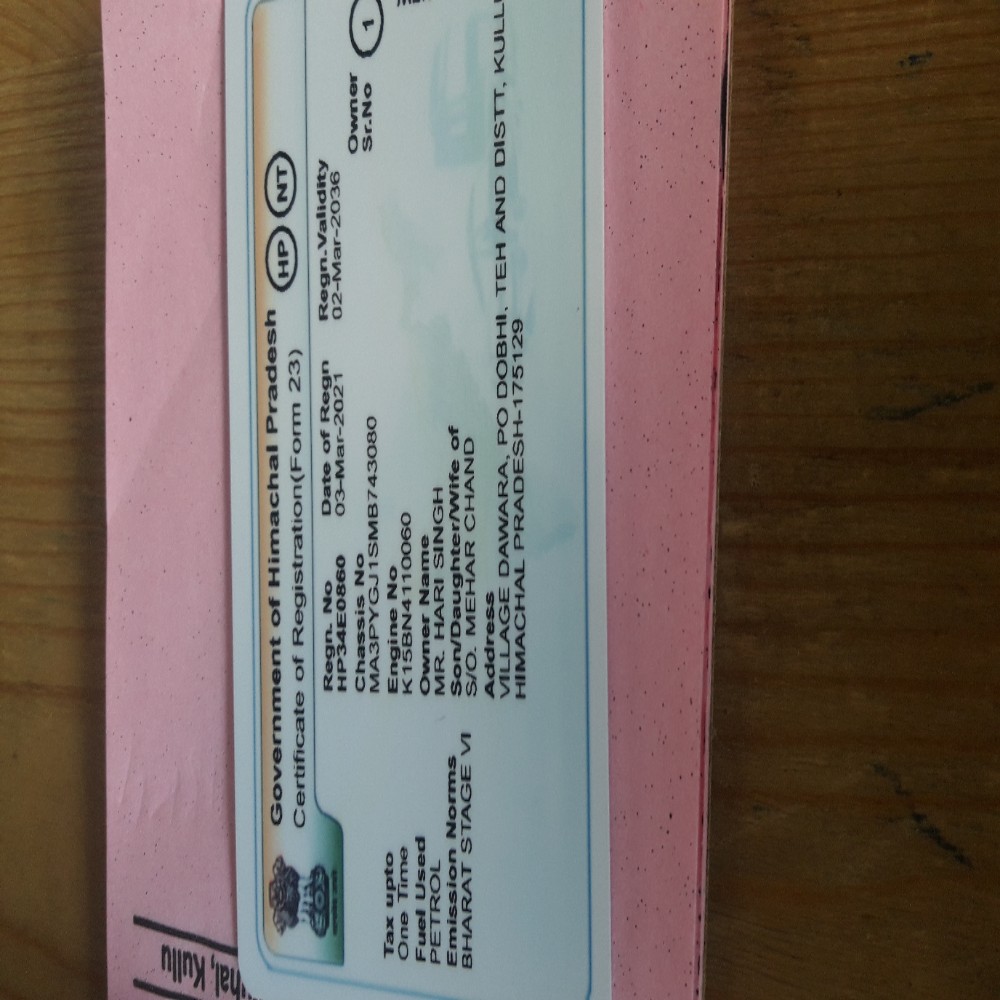 Government of Himachal Pradesh HP NT
Certificate of Registration(Form 23)
Regn. No Date of Regn Regn.Validity
HP34E0860 03-Mar-2021 02-Mar-2036
Owner
Sr.No 1
Chassis No
MA3PYGJ1SMB743080
Engine No
K15BN4110060
Owner Name
MR. HARI SINGH
Son/Daughter/Wife of
S/O. MEHAR CHAND
Address
VILLAGE DAWARA, PO DOBHI, TEH AND DISTT, KULL
HIMACHAL PRADESH-175129
Tax upto
One Time
Fuel Used
PETROL
Emission Norms
BHARAT STAGE VI
Kullu